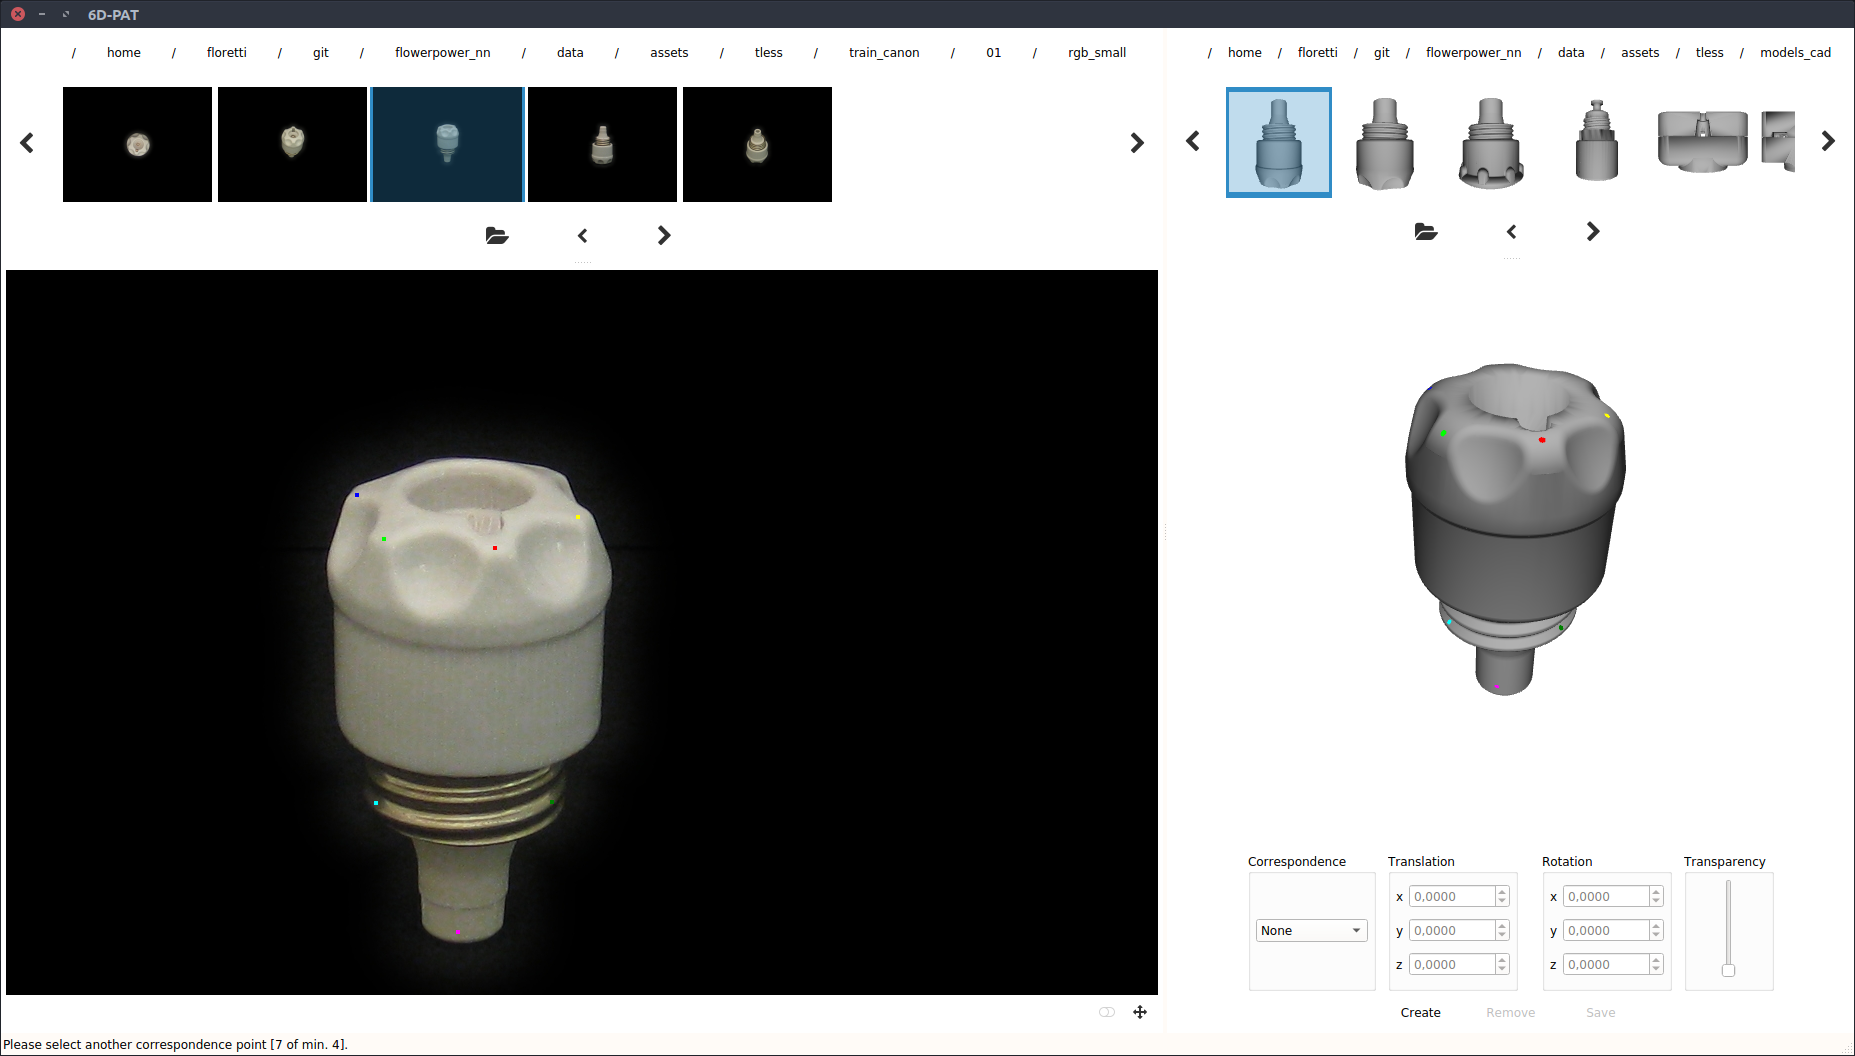 6D-PAT
/ home / floretti / git / flowerpower_nn / data / assets / tless / train_canon / 01 / rgb_small
/ home / floretti / git / flowerpower_nn / data / assets / tless / models_cad
Correspondence Translation Rotation Transparency
x 0,0000 x 0,0000
None y 0,0000 y 0,0000
z 0,0000 z 0,0000
Create Remove Save
Please select another correspondence point [7 of min. 4].